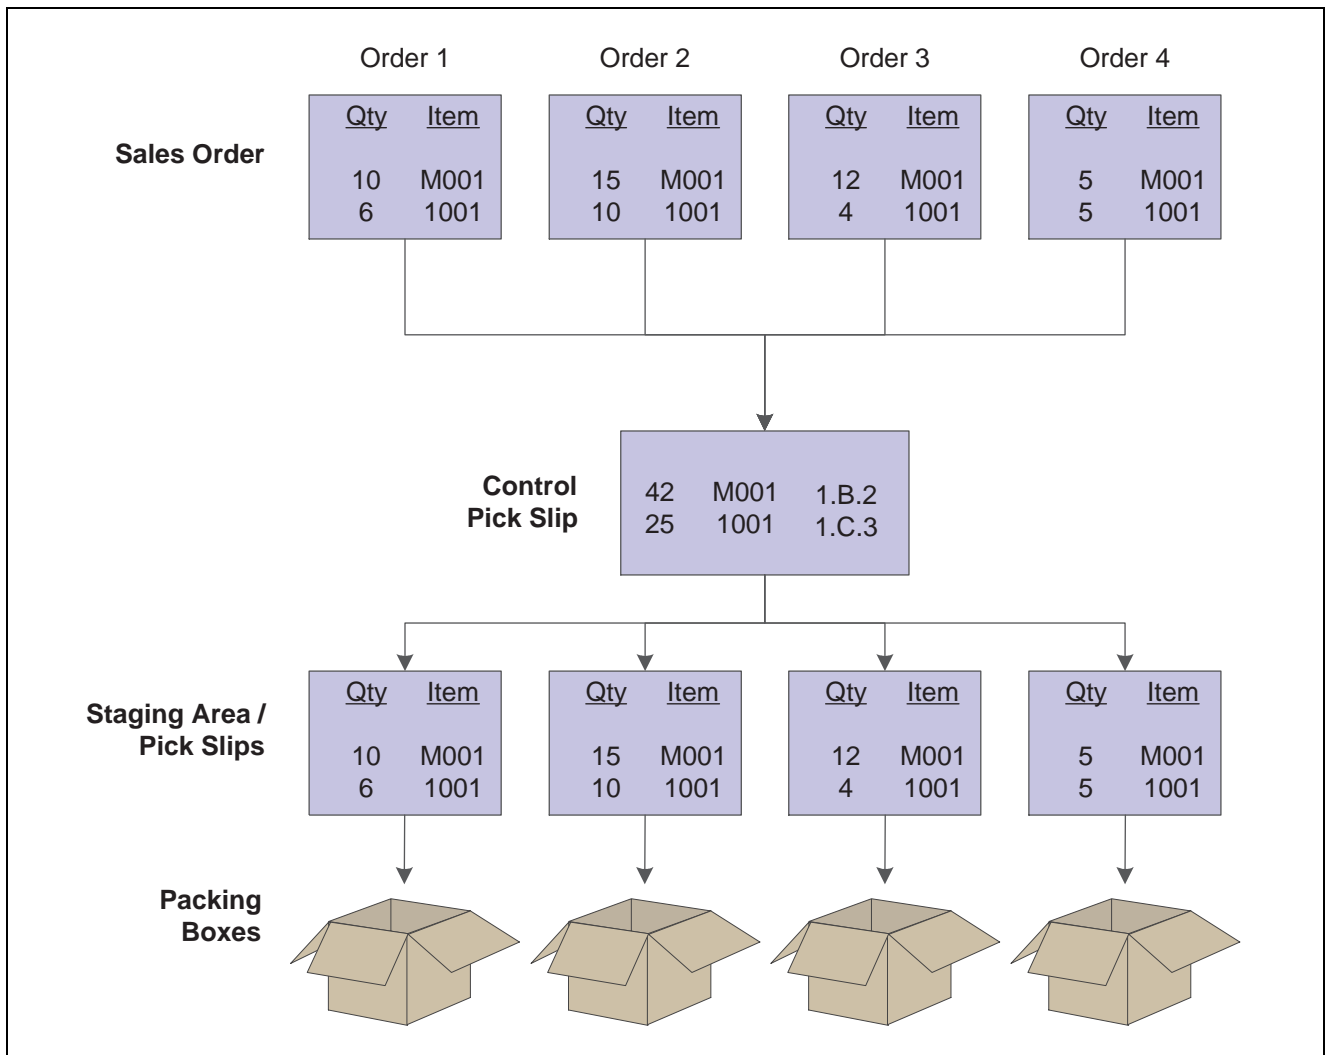 Order 1 Order 2 Order 3 Order 4
Sales Order
Qty Item Qty Item Qty Item Qty Item
10 M001 15 M001 12 M001 5 M001
6 1001 10 1001 4 1001 5 1001
Control
Pick Slip
42 M001 1.B.2
25 1001 1.C.3
Staging Area /
Pick Slips
Qty Item Qty Item Qty Item Qty Item
10 M001 15 M001 12 M001 5 M001
6 1001 10 1001 4 1001 5 1001
Packing
Boxes